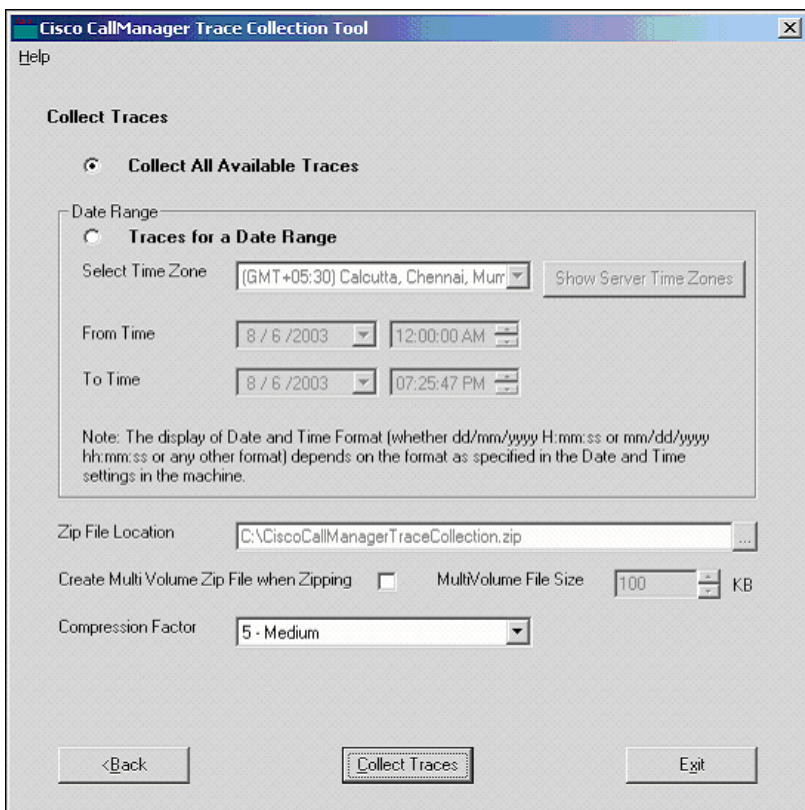 Cisco CallManager Trace Collection Tool
Help
Collect Traces
Collect All Available Traces
Date Range
Traces for a Date Range
Select Time Zone (GMT+05:30) Calcutta, Chennai, Mum Show Server Time Zones
From Time 8 / 6 /2003 12:00:00 AM
To Time 8 / 6 /2003 07:25:47 PM
Note: The display of Date and Time Format (whether dd/mm/yyyy H:mm:ss or mm/dd/yyyy
hh:mm:ss or any other format) depends on the format as specified in the Date and Time
settings in the machine.
Zip File Location C:\CiscoCallManagerTraceCollection.zip ...
Create Multi Volume Zip File when Zipping MultiVolume File Size 100 KB
Compression Factor 5 - Medium
<Back Collect Traces Exit